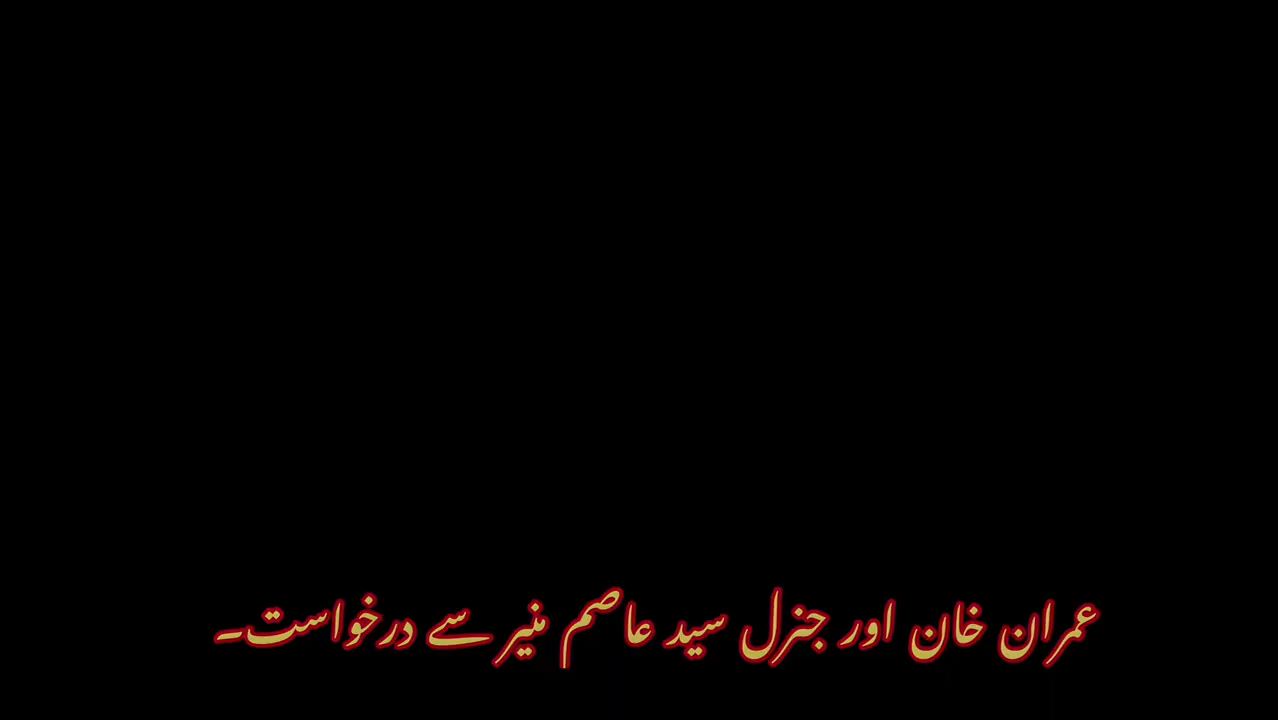 عمران خان اور جنرل سید عاصم منیر سے درخواست۔